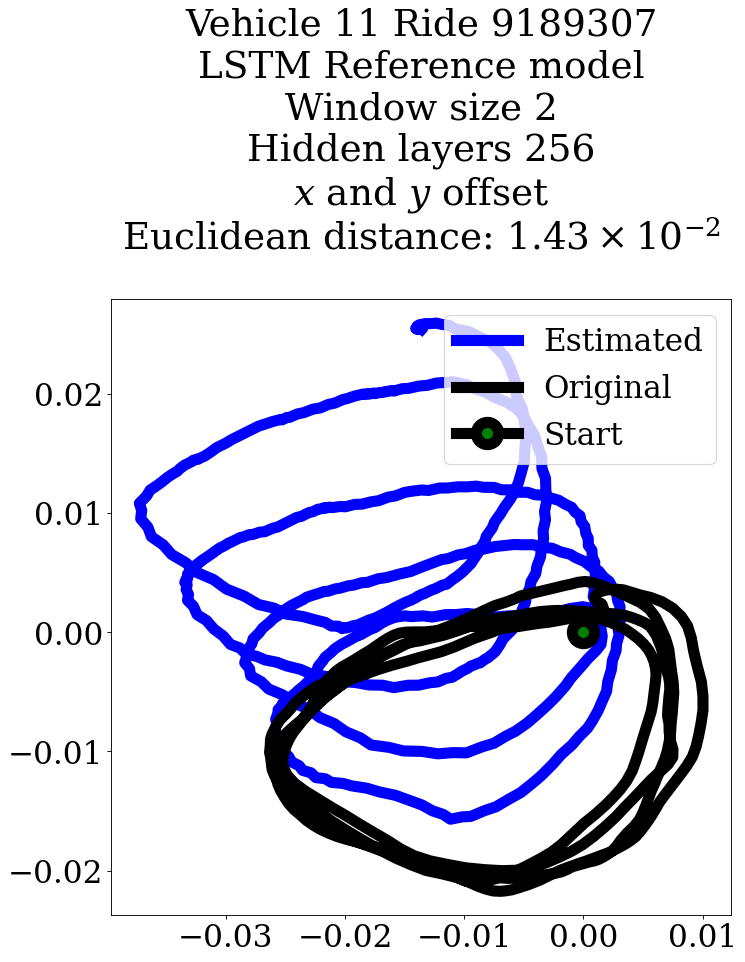 Vehicle 11 Ride 9189307
LSTM Reference model
Window size 2
Hidden layers 256
x and y offset
Euclidean distance: 1.43 × 10⁻²
Estimated
Original
Start
0.02
0.01
0.00
−0.01
−0.02
−0.03 −0.02 −0.01 0.00 0.01